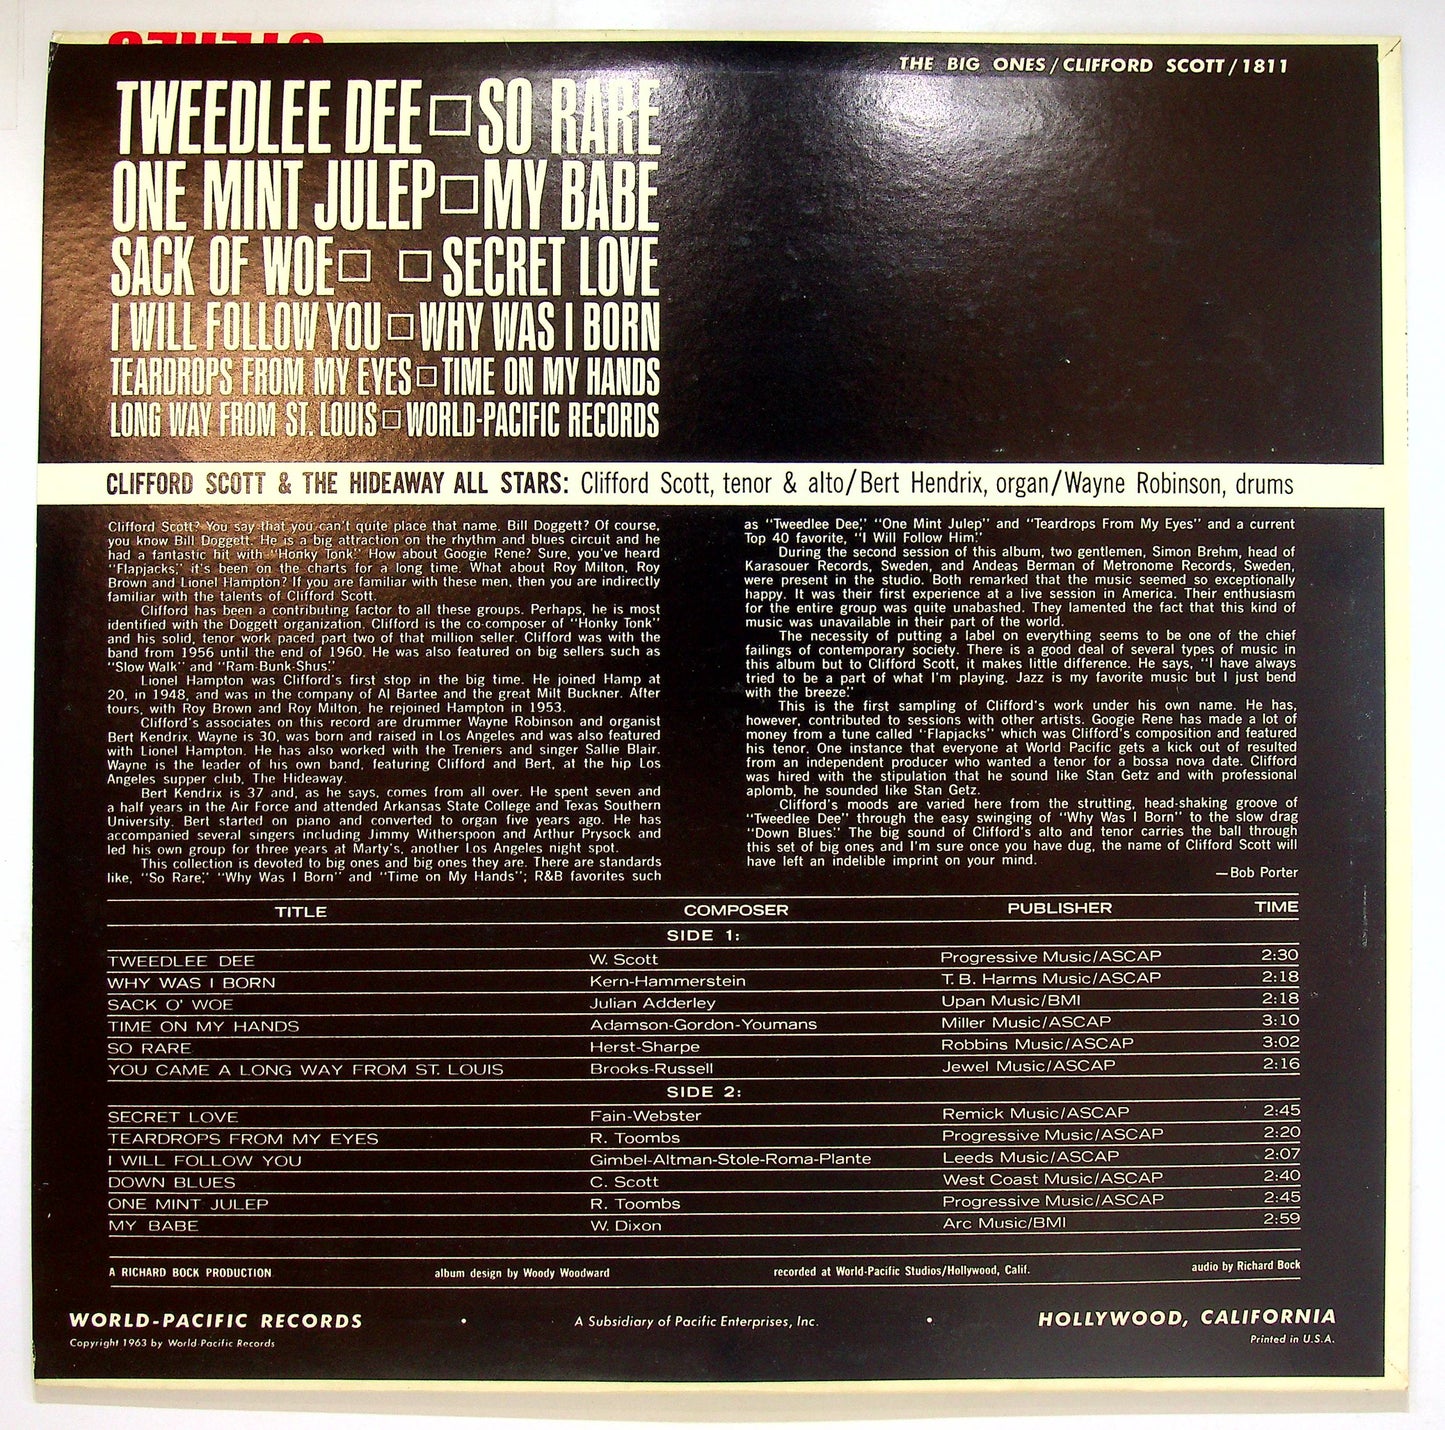 STEREO
THE BIG ONES/CLIFFORD SCOTT/1811
TWEEDLEE DEE □ SO RARE
ONE MINT JULEP □ MY BABE
SACK OF WOE □ □ SECRET LOVE
I WILL FOLLOW YOU □ WHY WAS I BORN
TEARDROPS FROM MY EYES □ TIME ON MY HANDS
LONG WAY FROM ST. LOUIS □ WORLD-PACIFIC RECORDS
CLIFFORD SCOTT & THE HIDEAWAY ALL STARS: Clifford Scott, tenor & alto/Bert Hendrix, organ/Wayne Robinson, drums
Clifford Scott? You say that you can't quite place that name. Bill Doggett? Of course,
you know Bill Doggett. He is a big attraction on the rhythm and blues circuit and he
had a fantastic hit with "Honky Tonk." How about Googie Rene? Sure, you've heard
"Flapjacks," it's been on the charts for a long time. What about Roy Milton, Roy
Brown and Lionel Hampton? If you are familiar with these men, then you are indirectly
familiar with the talents of Clifford Scott.
Clifford has been a contributing factor to all these groups. Perhaps, he is most
identified with the Doggett organization. Clifford is the co-composer of "Honky Tonk"
and his solid, tenor work paced part two of that million seller. Clifford was with the
band from 1956 until the end of 1960. He was also featured on big sellers such as
"Slow Walk" and "Ram-Bunk-Shus."
Lionel Hampton was Clifford's first stop in the big time. He joined Hamp at
20, in 1948, and was in the company of Al Bartee and the great Milt Buckner. After
tours, with Roy Brown and Roy Milton, he rejoined Hampton in 1953.
Clifford's associates on this record are drummer Wayne Robinson and organist
Bert Kendrix. Wayne is 30, was born and raised in Los Angeles and was also featured
with Lionel Hampton. He has also worked with the Treniers and singer Sallie Blair.
Wayne is the leader of his own band, featuring Clifford and Bert, at the hip Los
Angeles supper club, The Hideaway.
Bert Kendrix is 37 and, as he says, comes from all over. He spent seven and
a half years in the Air Force and attended Arkansas State College and Texas Southern
University. Bert started on piano and converted to organ five years ago. He has
accompanied several singers including Jimmy Witherspoon and Arthur Prysock and
led his own group for three years at Marty's, another Los Angeles night spot.
This collection is devoted to big ones and big ones they are. There are standards
like, "So Rare," "Why Was I Born" and "Time on My Hands"; R&B favorites such
as "Tweedlee Dee," "One Mint Julep" and "Teardrops From My Eyes" and a current
Top 40 favorite, "I Will Follow Him."
During the second session of this album, two gentlemen, Simon Brehm, head of
Karasouer Records, Sweden, and Andeas Berman of Metronome Records, Sweden,
were present in the studio. Both remarked that the music seemed so exceptionally
happy. It was their first experience at a live session in America. Their enthusiasm
for the entire group was quite unabashed. They lamented the fact that this kind of
music was unavailable in their part of the world.
The necessity of putting a label on everything seems to be one of the chief
failings of contemporary society. There is a good deal of several types of music in
this album but to Clifford Scott, it makes little difference. He says, "I have always
tried to be a part of what I'm playing. Jazz is my favorite music but I just bend
with the breeze."
This is the first sampling of Clifford's work under his own name. He has,
however, contributed to sessions with other artists. Googie Rene has made a lot of
money from a tune called "Flapjacks" which was Clifford's composition and featured
his tenor. One instance that everyone at World Pacific gets a kick out of resulted
from an independent producer who wanted a tenor for a bossa nova date. Clifford
was hired with the stipulation that he sound like Stan Getz and with professional
aplomb, he sounded like Stan Getz.
Clifford's moods are varied here from the strutting, head-shaking groove of
"Tweedlee Dee" through the easy swinging of "Why Was I Born" to the slow drag
"Down Blues." The big sound of Clifford's alto and tenor carries the ball through
this set of big ones and I'm sure once you have dug, the name of Clifford Scott will
have left an indelible imprint on your mind.
—Bob Porter
TITLE COMPOSER PUBLISHER TIME
SIDE 1:
TWEEDLEE DEE W. Scott Progressive Music/ASCAP 2:30
WHY WAS I BORN Kern-Hammerstein T. B. Harms Music/ASCAP 2:18
SACK O' WOE Julian Adderley Upan Music/BMI 2:18
TIME ON MY HANDS Adamson-Gordon-Youmans Miller Music/ASCAP 3:10
SO RARE Herst-Sharpe Robbins Music/ASCAP 3:02
YOU CAME A LONG WAY FROM ST. LOUIS Brooks-Russell Jewel Music/ASCAP 2:16
SIDE 2:
SECRET LOVE Fain-Webster Remick Music/ASCAP 2:45
TEARDROPS FROM MY EYES R. Toombs Progressive Music/ASCAP 2:20
I WILL FOLLOW YOU Gimbel-Altman-Stole-Roma-Plante Leeds Music/ASCAP 2:07
DOWN BLUES C. Scott West Coast Music/ASCAP 2:40
ONE MINT JULEP R. Toombs Progressive Music/ASCAP 2:45
MY BABE W. Dixon Arc Music/BMI 2:59
A RICHARD BOCK PRODUCTION album design by Woody Woodward recorded at World-Pacific Studios/Hollywood, Calif. audio by Richard Bock
WORLD-PACIFIC RECORDS • A Subsidiary of Pacific Enterprises, Inc. • HOLLYWOOD, CALIFORNIA
Copyright 1963 by World-Pacific Records Printed in U.S.A.